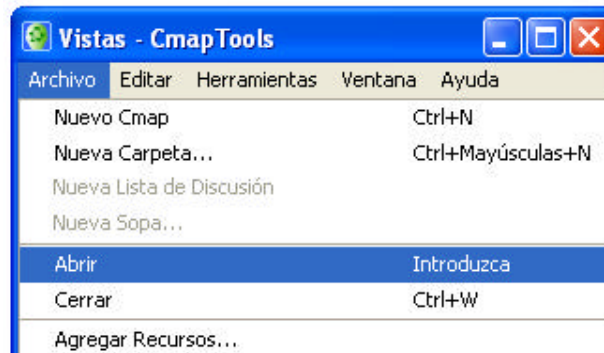 Vistas - CmapTools
Archivo Editar Herramientas Ventana Ayuda
Nuevo Cmap Ctrl+N
Nueva Carpeta... Ctrl+Mayúsculas+N
Nueva Lista de Discusión
Nueva Sopa...
Abrir Introduzca
Cerrar Ctrl+W
Agregar Recursos...